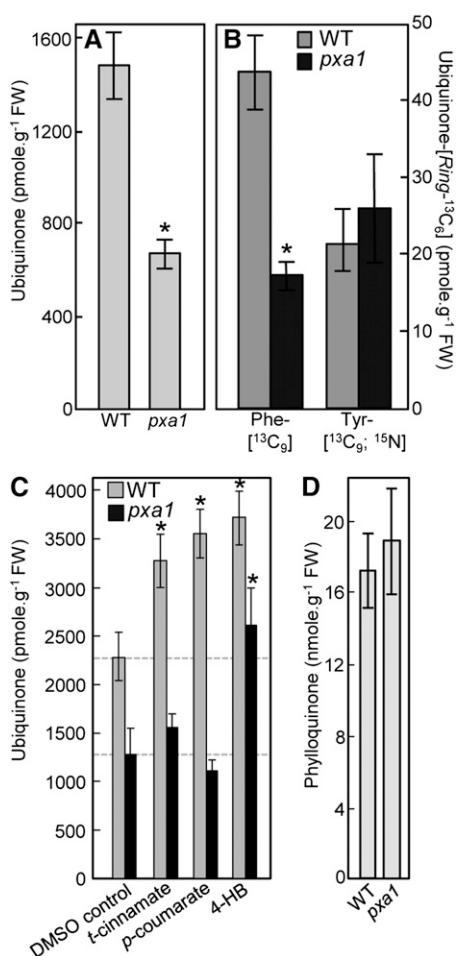 A
Ubiquinone (pmole.g-1 FW)
1600
1200
800
400
0
*
WT
pxa1
B
WT
pxa1
50
40
30
20
10
0
Ubiquinone-[Ring-13C6] (pmole.g-1 FW)
*
Phe-
[13C9]
Tyr-
[13C9; 15N]
C
WT
pxa1
Ubiquinone (pmole.g-1 FW)
4000
3500
3000
2500
2000
1500
1000
500
0
*
*
*
*
DMSO control
t-cinnamate
p-coumarate
4-HB
D
Phylloquinone (nmole.g-1 FW)
20
16
12
8
4
0
WT
pxa1